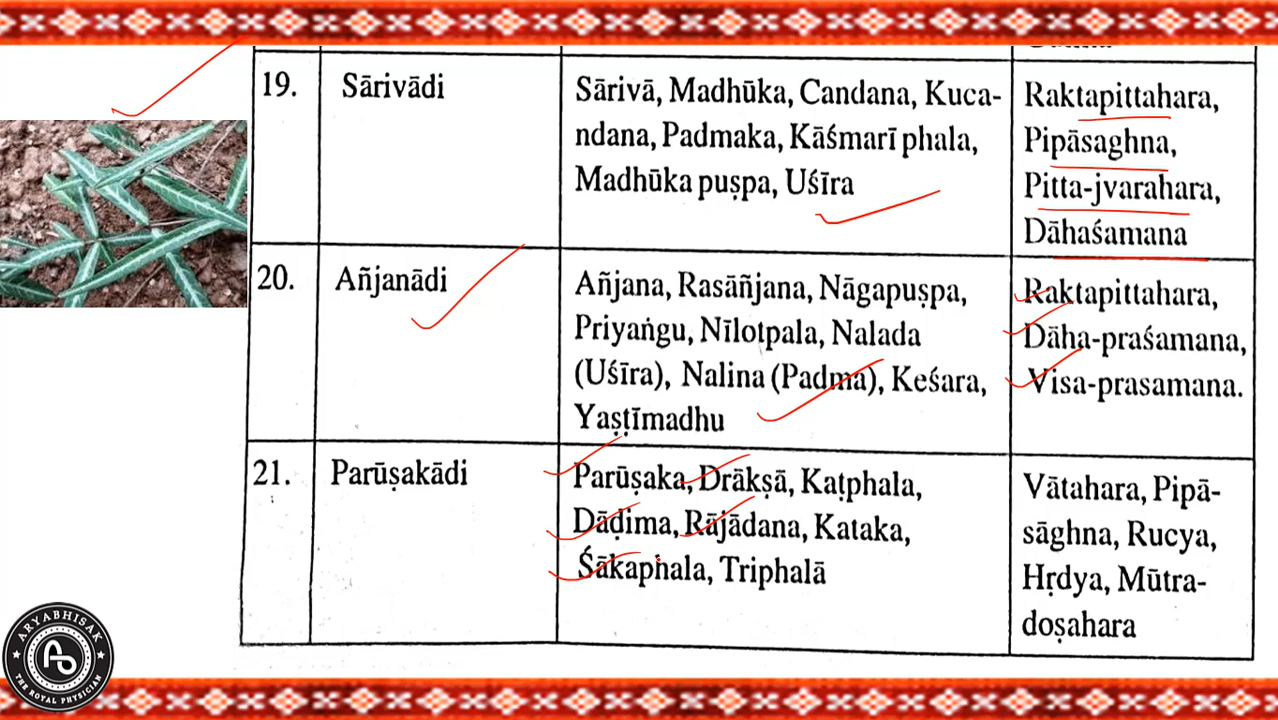 19. Sārivādi Sārivā, Madhūka, Candana, Kuca- Raktapittahara,
ndana, Padmaka, Kāśmarī phala, Pipāsaghna,
Madhūka puṣpa, Uśīra Pitta-jvarahara,
Dāhaśamana
20. Añjanādi Añjana, Rasāñjana, Nāgapuṣpa, Raktapittahara,
Priyaṅgu, Nīlotpala, Nalada Dāha-praśamana,
(Uśīra), Nalina (Padma), Keśara, Visa-prasamana.
Yaṣṭīmadhu
21. Parūṣakādi Parūṣaka, Drākṣā, Kaṭphala, Vātahara, Pipā-
Dāḍima, Rājādana, Kataka, sāghna, Rucya,
Śākaphala, Triphalā Hṛdya, Mūtra-
doṣahara
ARYABHISAK
THE ROYAL PHYSICIAN